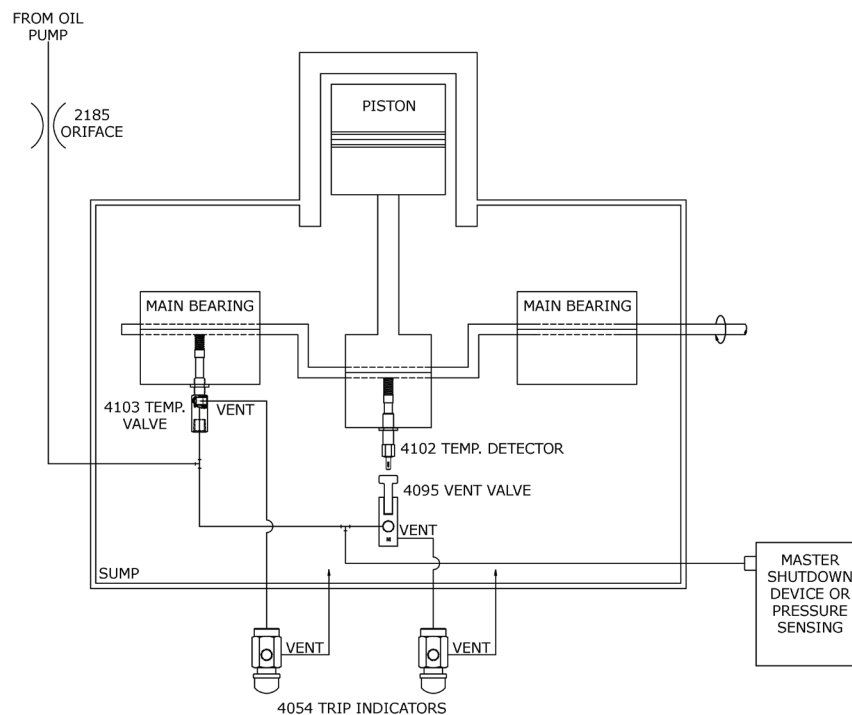 FROM OIL
PUMP
2185
ORIFACE
PISTON
MAIN BEARING
MAIN BEARING
4103 TEMP.
VALVE
VENT
4102 TEMP. DETECTOR
4095 VENT VALVE
VENT
SUMP
MASTER
SHUTDOWN
DEVICE OR
PRESSURE
SENSING
VENT
VENT
4054 TRIP INDICATORS